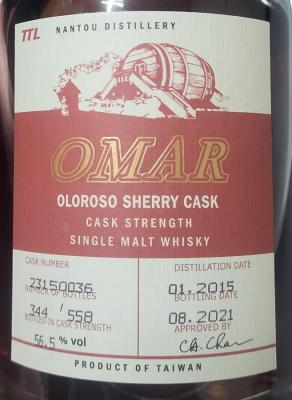 TTL NANTOU DISTILLERY
OMAR
OLOROSO SHERRY CASK
CASK STRENGTH
SINGLE MALT WHISKY
CASK NUMBER
23150036
NUMBER OF BOTTLES
344 / 558
BOTTLED IN CASK STRENGTH
56.5 % vol
DISTILLATION DATE
01.2015
BOTTLING DATE
08.2021
APPROVED BY
PRODUCT OF TAIWAN